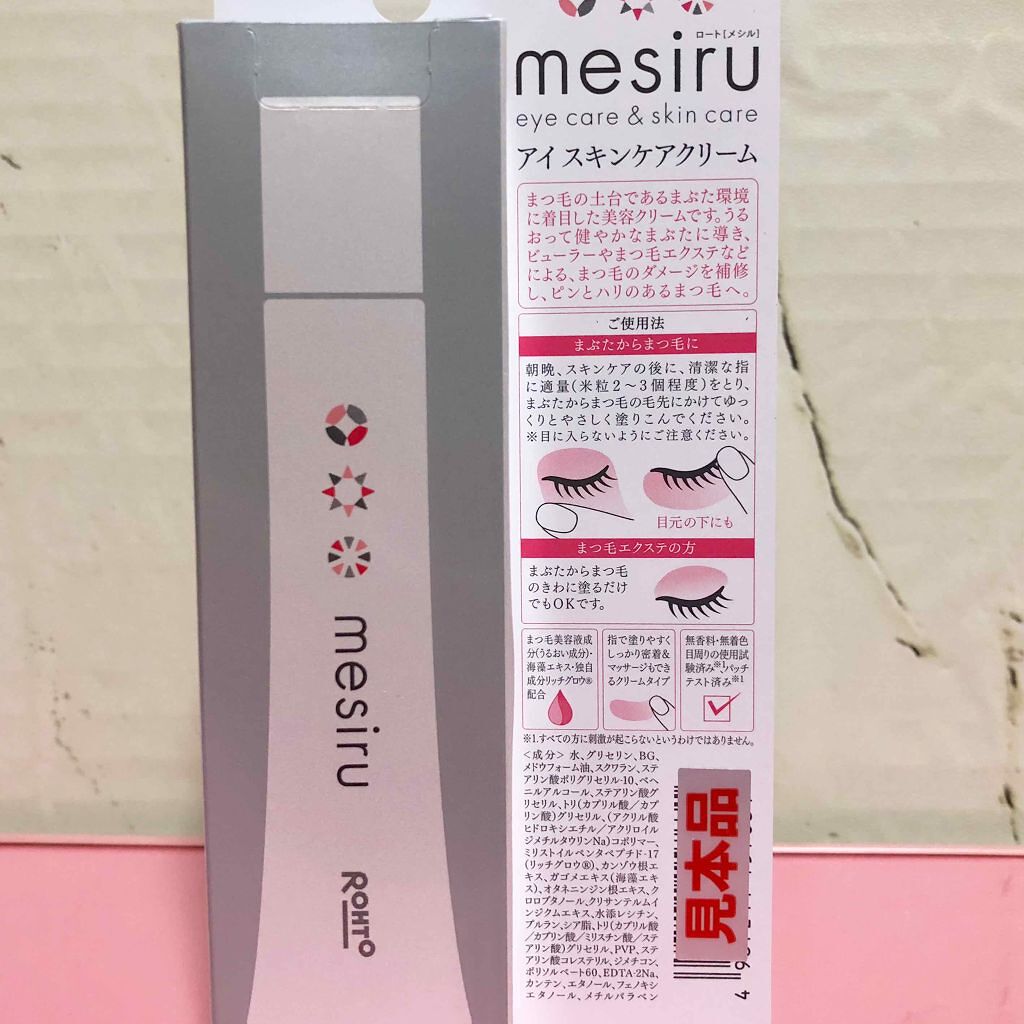 mesiru
ROHTO
ロート[メシル]
mesiru
eye care & skin care
アイ スキンケアクリーム
まつ毛の土台であるまぶた環境
に着目した美容クリームです。うる
おって健やかなまぶたに導き、
ビューラーやまつ毛エクステなど
による、まつ毛のダメージを補修
し、ピンとハリのあるまつ毛へ。
ご使用法
まぶたからまつ毛に
朝晩、スキンケアの後に、清潔な指
に適量(米粒2〜3個程度)をとり、
まぶたからまつ毛の毛先にかけてゆっ
くりとやさしく塗りこんでください。
※目に入らないようにご注意ください。
目元の下にも
まつ毛エクステの方
まぶたからまつ毛
のきわに塗るだけ
でもOKです。
まつ毛美容液成
分(うるおい成分)・
海藻エキス・独自
成分リッチグロウ®
配合
指で塗りやすく
しっかり密着&
マッサージもでき
るクリームタイプ
無香料・無着色
目周りの使用試
験済み※1、パッチ
テスト済み※1
※1.すべての方に刺激が起こらないというわけではありません。
<成分> 水、グリセリン、BG、
メドウフォーム油、スクワラン、ステ
アリン酸ポリグリセリル-10、ベヘ
ニルアルコール、ステアリン酸グ
リセリル、トリ(カプリル酸/カプ
リン酸)グリセリル、(アクリル酸
ヒドロキシエチル/アクリロイル
ジメチルタウリンNa)コポリマー、
ミリストイルペンタペプチド-17
(リッチグロウ®)、カンゾウ根エ
キス、ガゴメエキス(海藻エキ
ス)、オタネニンジン根エキス、ク
ロロブタノール、クリサンテルムイ
ンジクムエキス、水添レシチン、
プルラン、シア脂、トリ(カプリル酸
/カプリン酸/ミリスチン酸/ステ
アリン酸)グリセリル、PVP、ステ
アリン酸コレステリル、ジメチコン、
ポリソルベート60、EDTA-2Na、
カンテン、エタノール、フェノキシ
エタノール、メチルパラベン
見本品